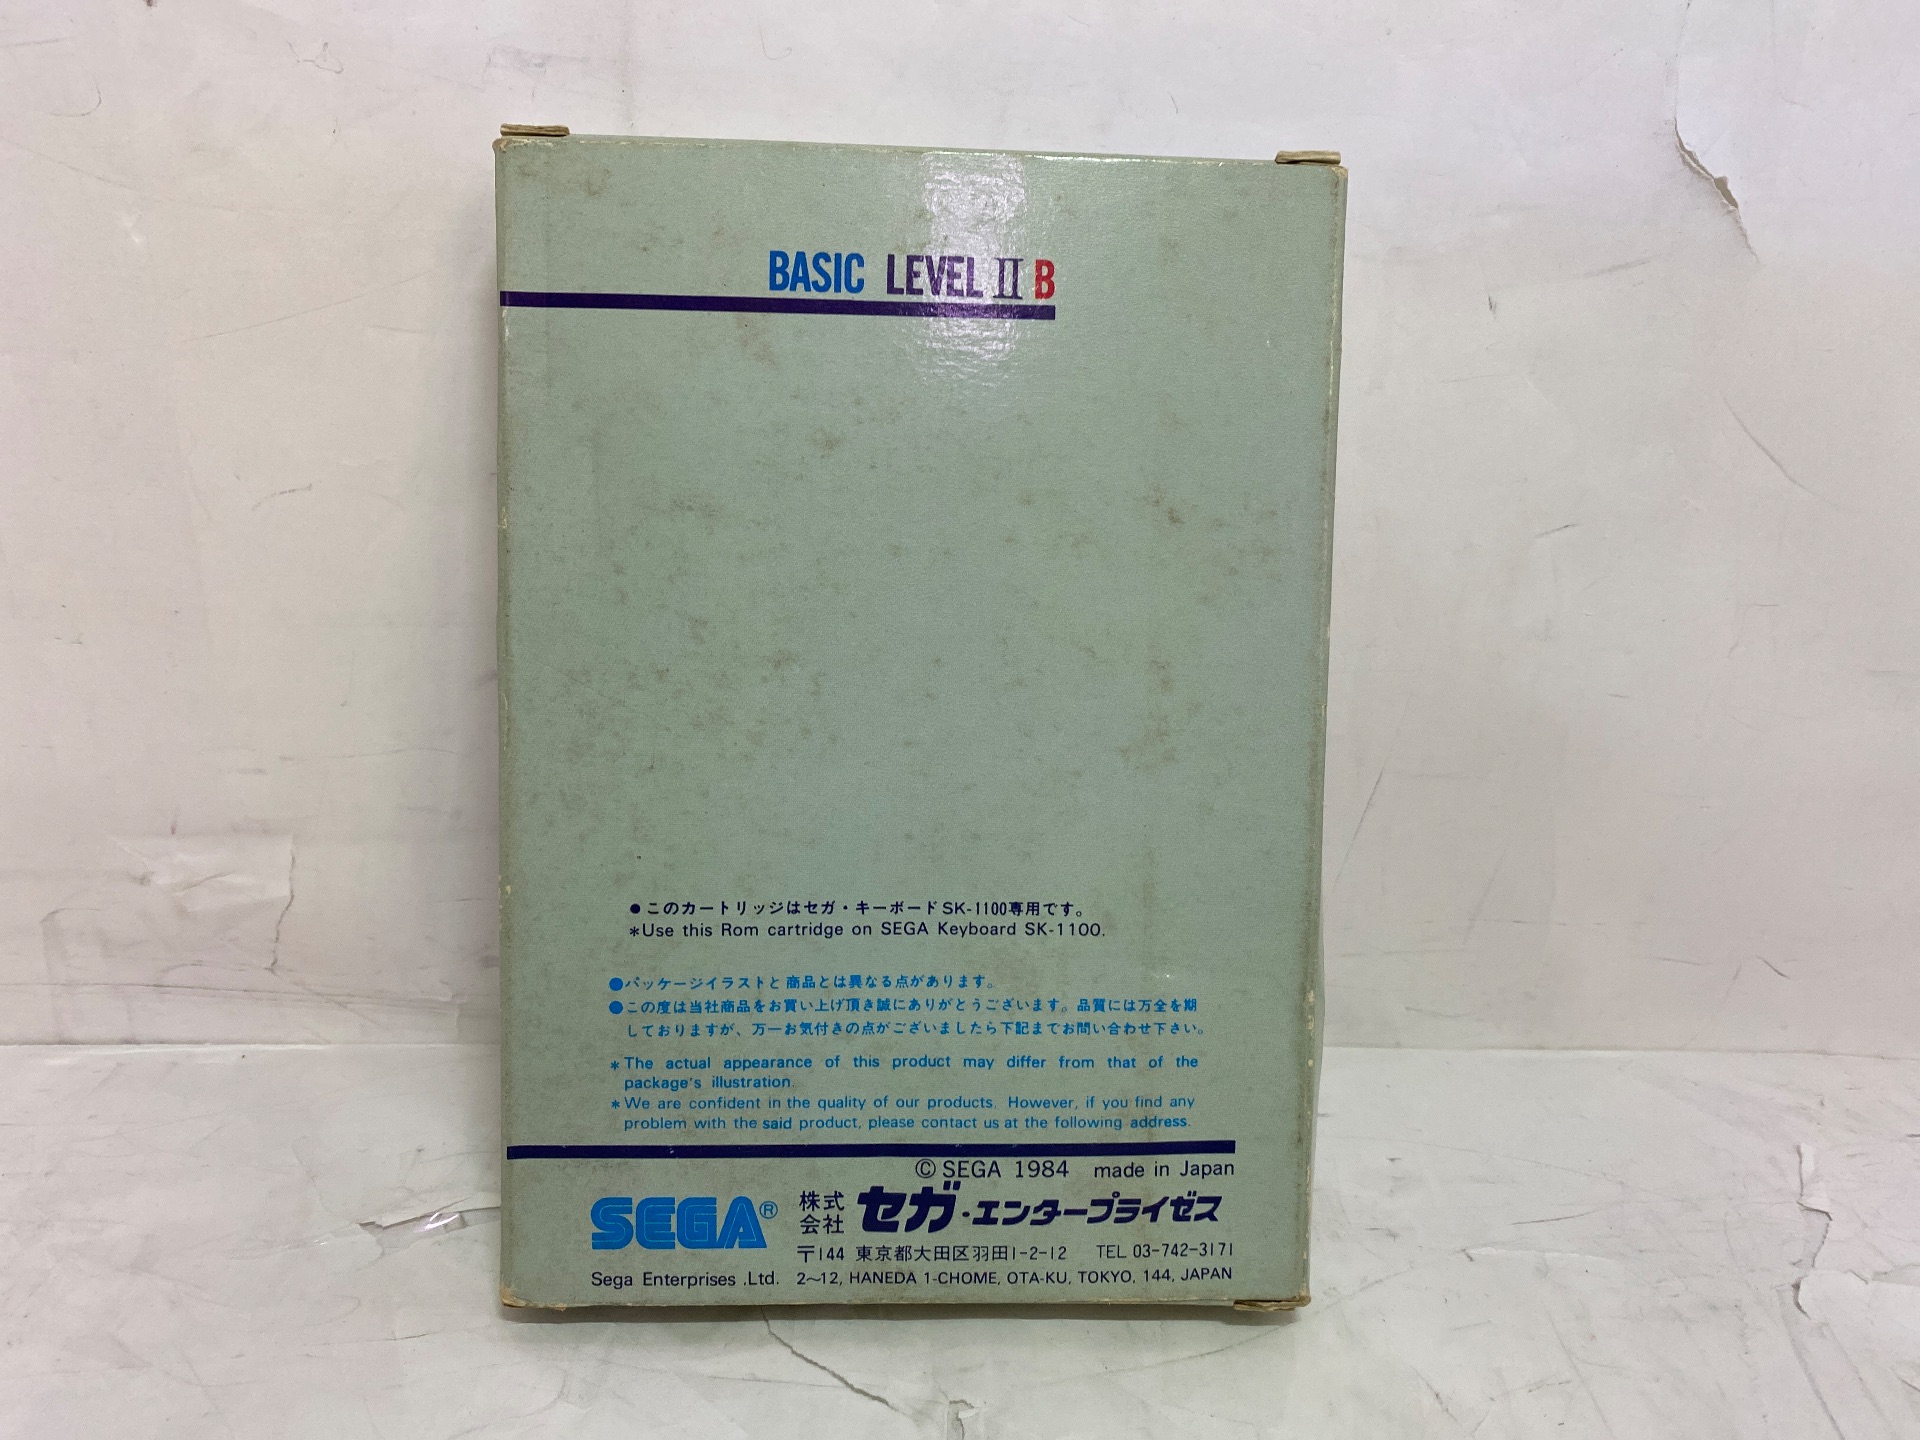 BASIC LEVEL II B
●このカートリッジはセガ・キーボードSK-1100専用です。
*Use this Rom cartridge on SEGA Keyboard SK-1100.
●パッケージイラストと商品とは異なる点があります。
●この度は当社商品をお買い上げ頂き誠にありがとうございます。品質には万全を期
しておりますが、万一お気付きの点がございましたら下記までお問い合わせ下さい。
*The actual appearance of this product may differ from that of the
package's illustration.
*We are confident in the quality of our products. However, if you find any
problem with the said product, please contact us at the following address.
©SEGA 1984 made in Japan
SEGA® 株式会社 セガ・エンタープライゼス
〒144 東京都大田区羽田1-2-12 TEL 03-742-3171
Sega Enterprises ,Ltd. 2~12, HANEDA 1-CHOME, OTA-KU, TOKYO, 144, JAPAN